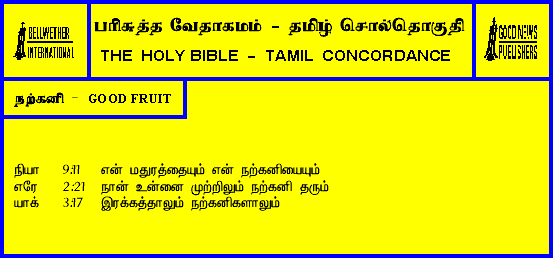 BELLWETHER
INTERNATIONAL
பரிசுத்த வேதாகமம் - தமிழ் சொல்தொகுதி
THE HOLY BIBLE - TAMIL CONCORDANCE
GOOD NEWS
PUBLISHERS
நற்கனி - GOOD FRUIT
நியா 9:11 என் மதுரத்தையும் என் நற்கனியையும்
எரே 2:21 நான் உன்னை முற்றிலும் நற்கனி தரும்
யாக் 3:17 இரக்கத்தாலும் நற்கனிகளாலும்